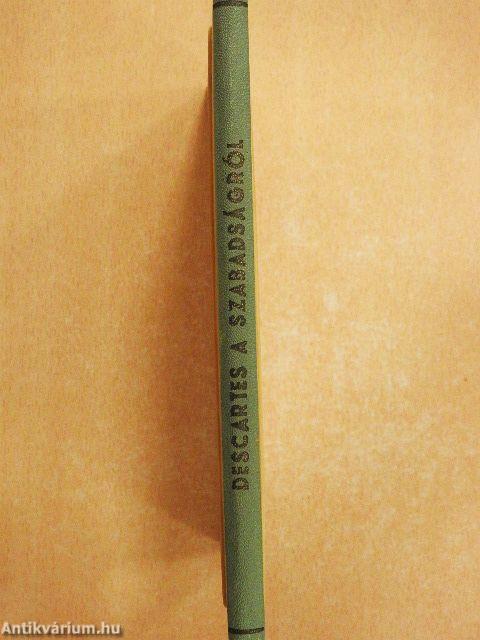 DESCARTES A SZABADSÁGRÓL
Antikvárium.hu